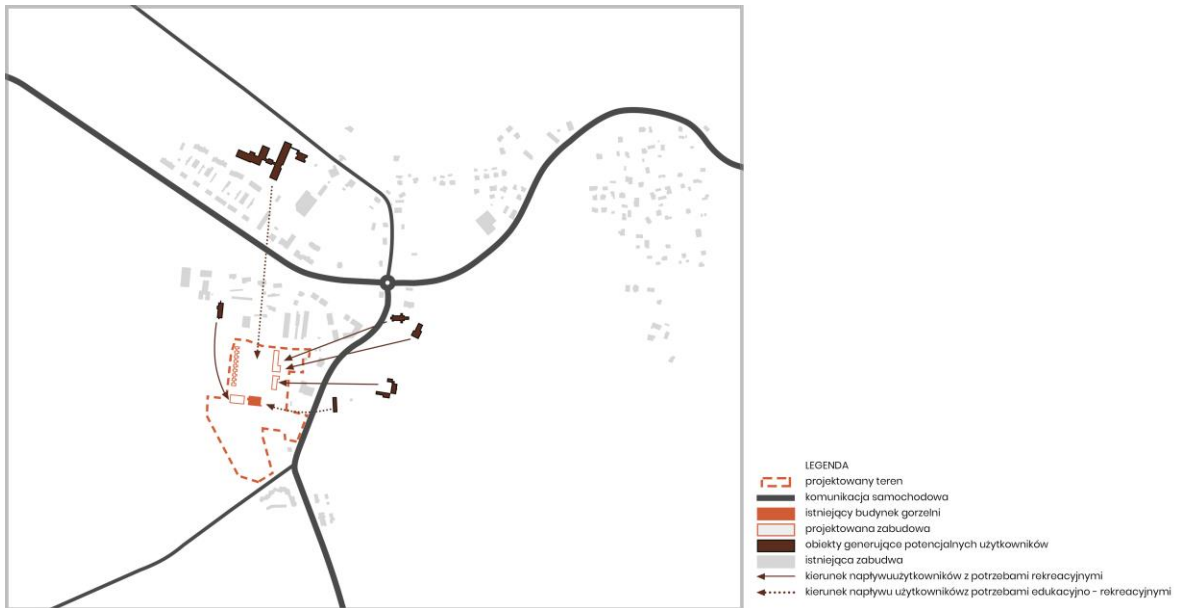 LEGENDA
projektowany teren
komunikacja samochodowa
istniejący budynek gorzelni
projektowana zabudowa
obiekty generujące potencjalnych użytkowników
istniejąca zabudwa
kierunek napływuużytkowników z potrzebami rekreacyjnymi
kierunek napływu użytkownikówz potrzebami edukacyjno - rekreacyjnymi